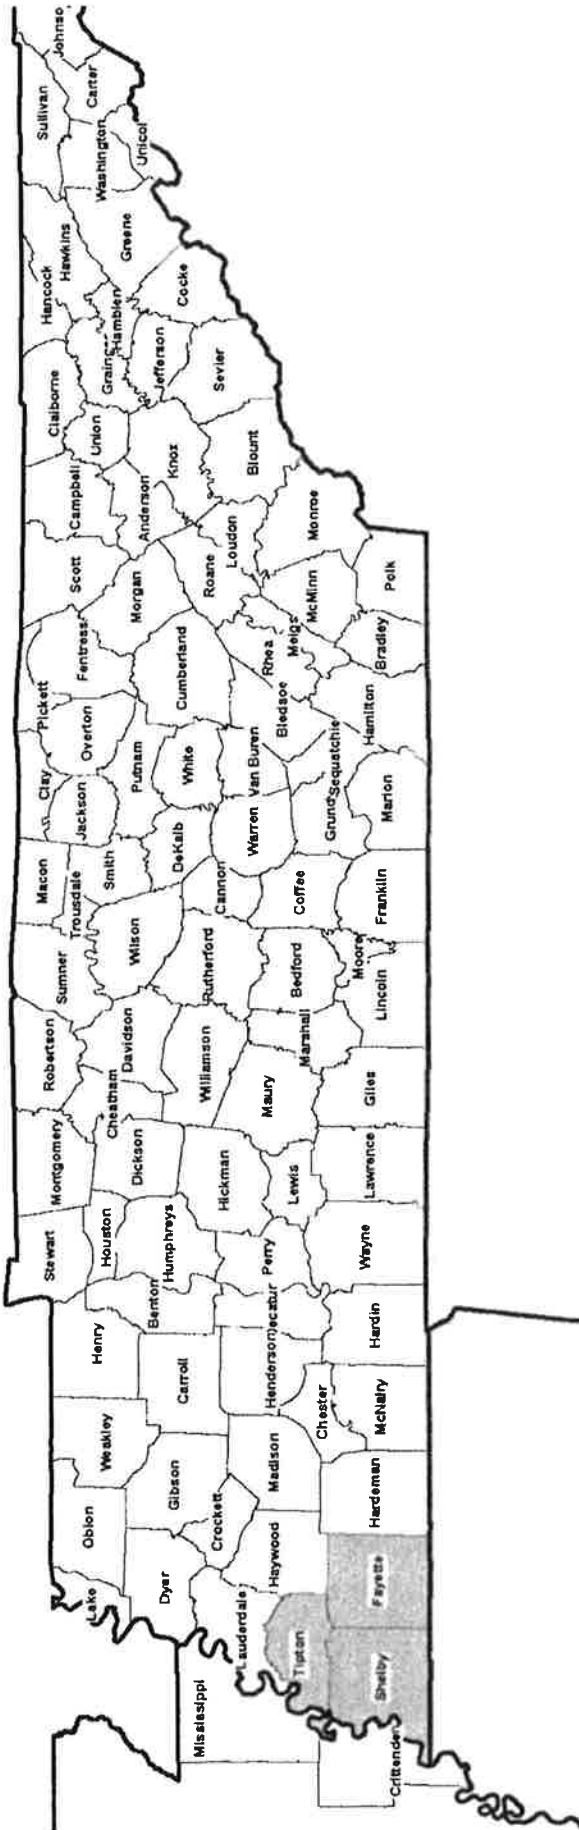 Johnso
Sullivan
Carter
Washington
Unicoi
Hawkins
Hancock
Greene
Hamblen
Cocke
Grainge
Jefferson
Claiborne
Union
Sevier
Campbell
Knox
Anderson
Blount
Scott
Loudon
Roane
Monroe
Morgan
McMinn
Polk
Fentress
Pickett
Cumberland
Rhea
Meigs
Bradley
Overton
Clay
Putnam
White
Bledsoe
Van Buren
Hamilton
Sequatchie
Jackson
Grund
Marion
Macon
Smith
Trousdale
DeKalb
Warren
Cannon
Coffee
Franklin
Sumner
Wilson
Rutherford
Bedford
Moore
Lincoln
Robertson
Davidson
Cheatham
Williamson
Marshall
Maury
Giles
Montgomery
Dickson
Hickman
Lewis
Lawrence
Stewart
Houston
Humphreys
Perry
Wayne
Benton
Henry
Carroll
Henderson
ecatur
Hardin
Chester
McNairy
Weakley
Gibson
Madison
Hardeman
Obion
Crockett
Haywood
Fayette
Lake
Dyer
Lauderdale
Tipton
Shelby
Mississippi
Crittenden